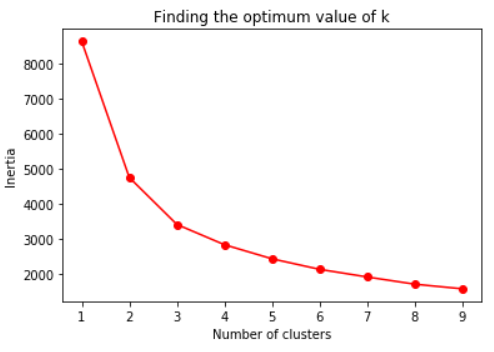 Finding the optimum value of k
8000
7000
6000
5000
4000
3000
2000
Inertia
1 2 3 4 5 6 7 8 9
Number of clusters